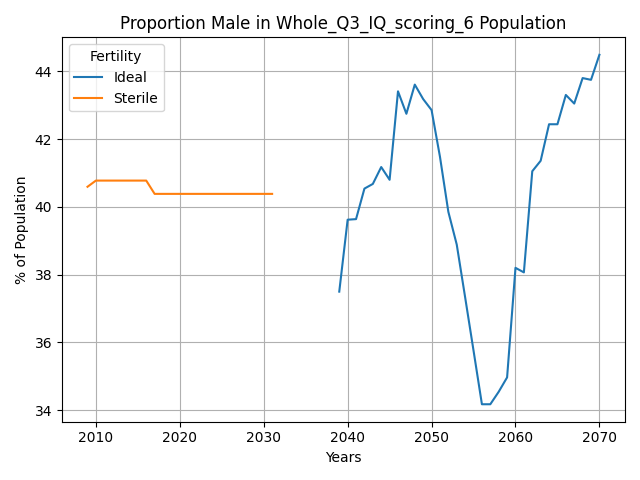 Proportion Male in Whole_Q3_IQ_scoring_6 Population
Fertility
Ideal
Sterile
% of Population
44
42
40
38
36
34
2010 2020 2030 2040 2050 2060 2070
Years